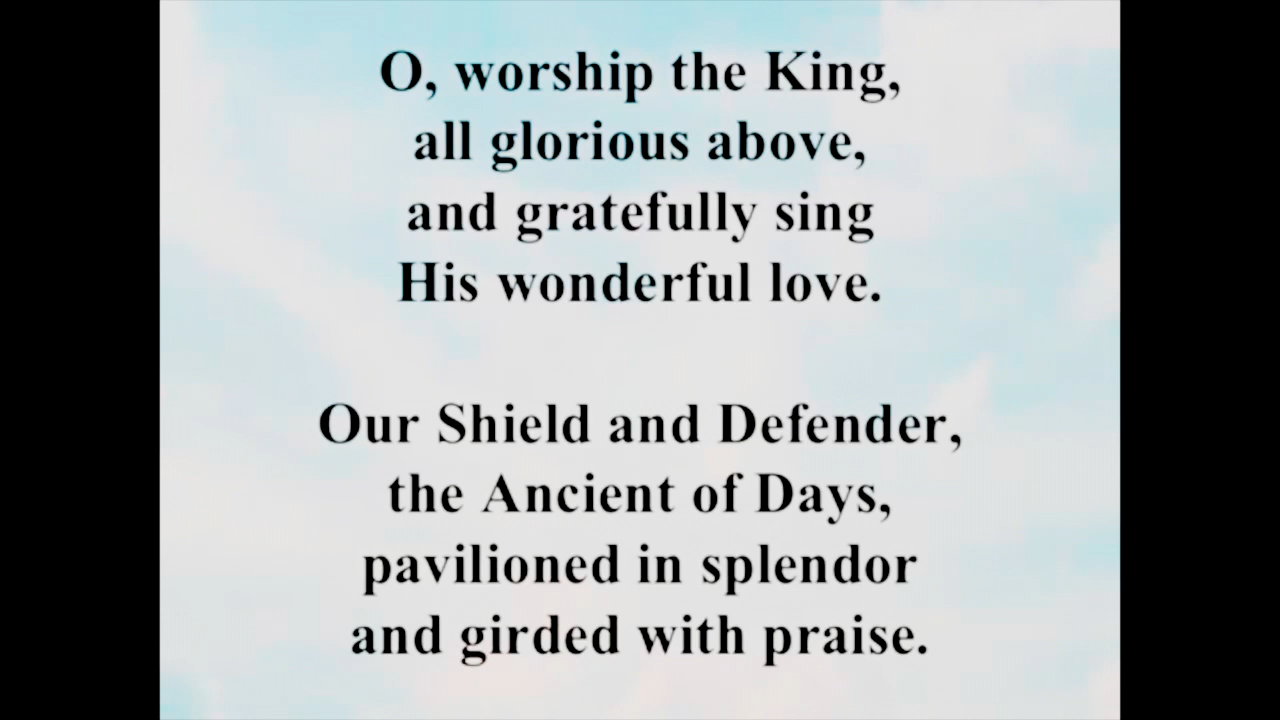 O, worship the King,
all glorious above,
and gratefully sing
His wonderful love.
Our Shield and Defender,
the Ancient of Days,
pavilioned in splendor
and girded with praise.